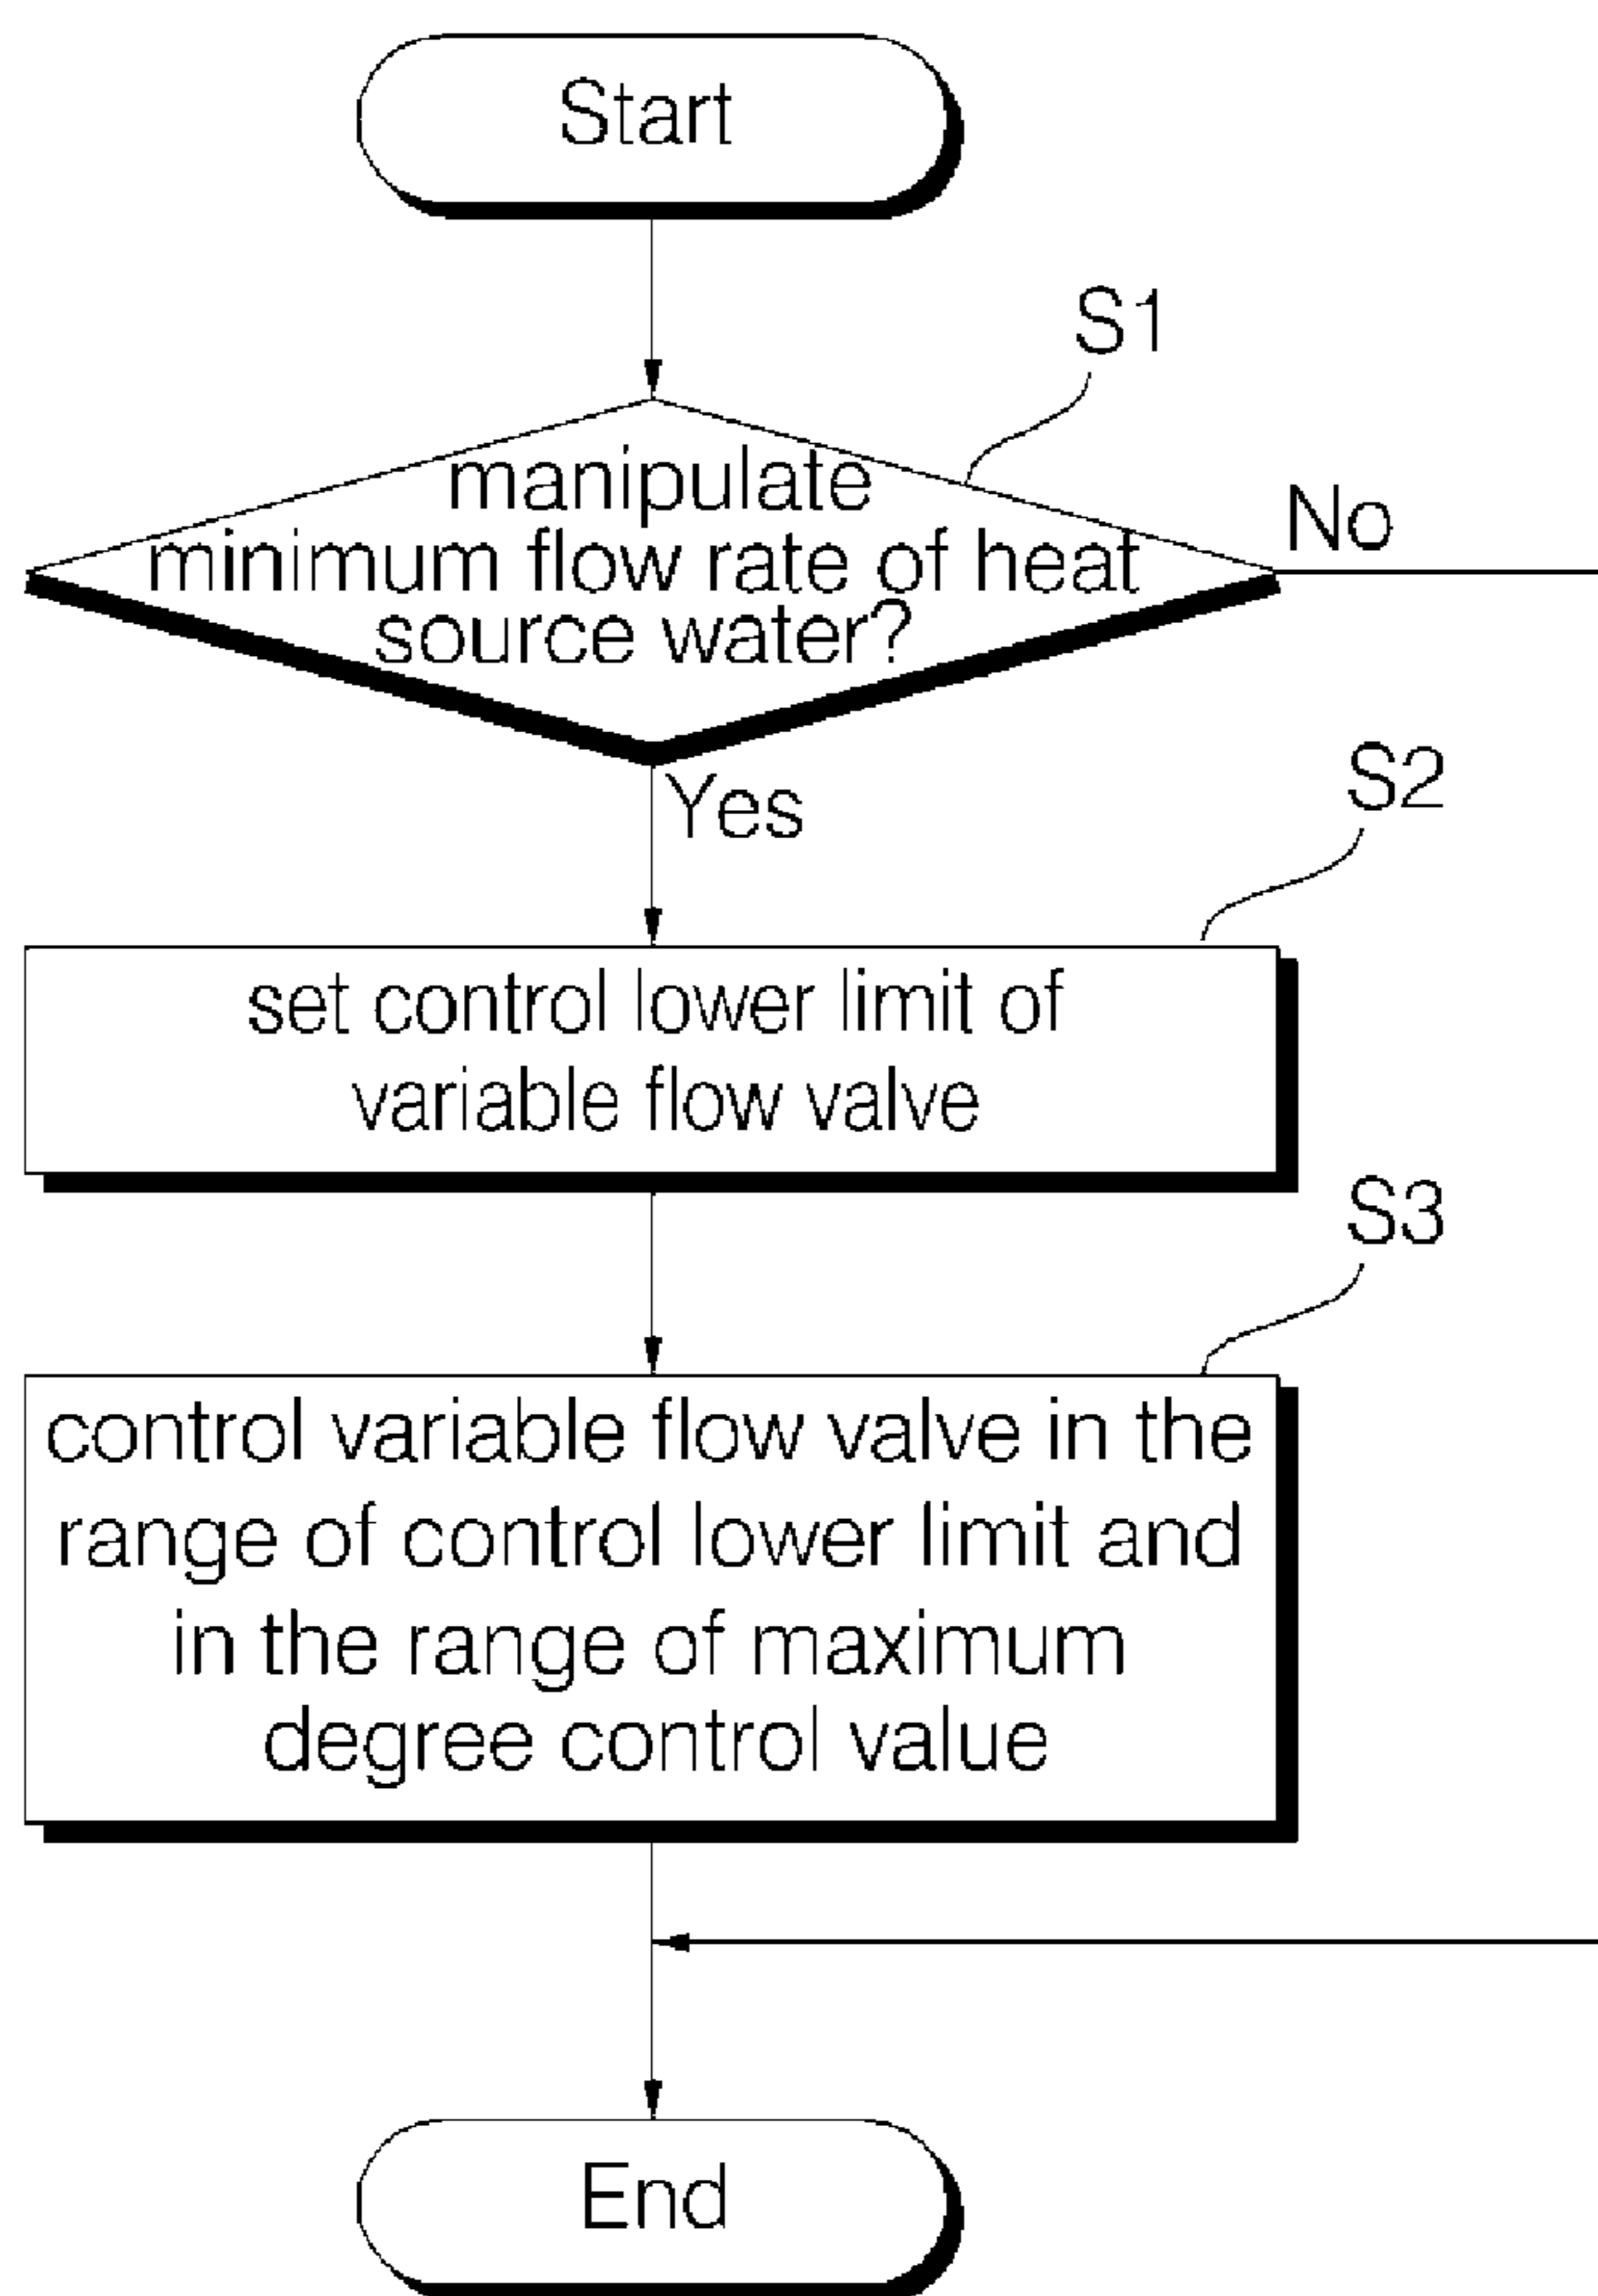 Start
S1
manipulate
minimum flow rate of heat
source water?
No
Yes
S2
set control lower limit of
variable flow valve
S3
control variable flow valve in the
range of control lower limit and
in the range of maximum
degree control value
End